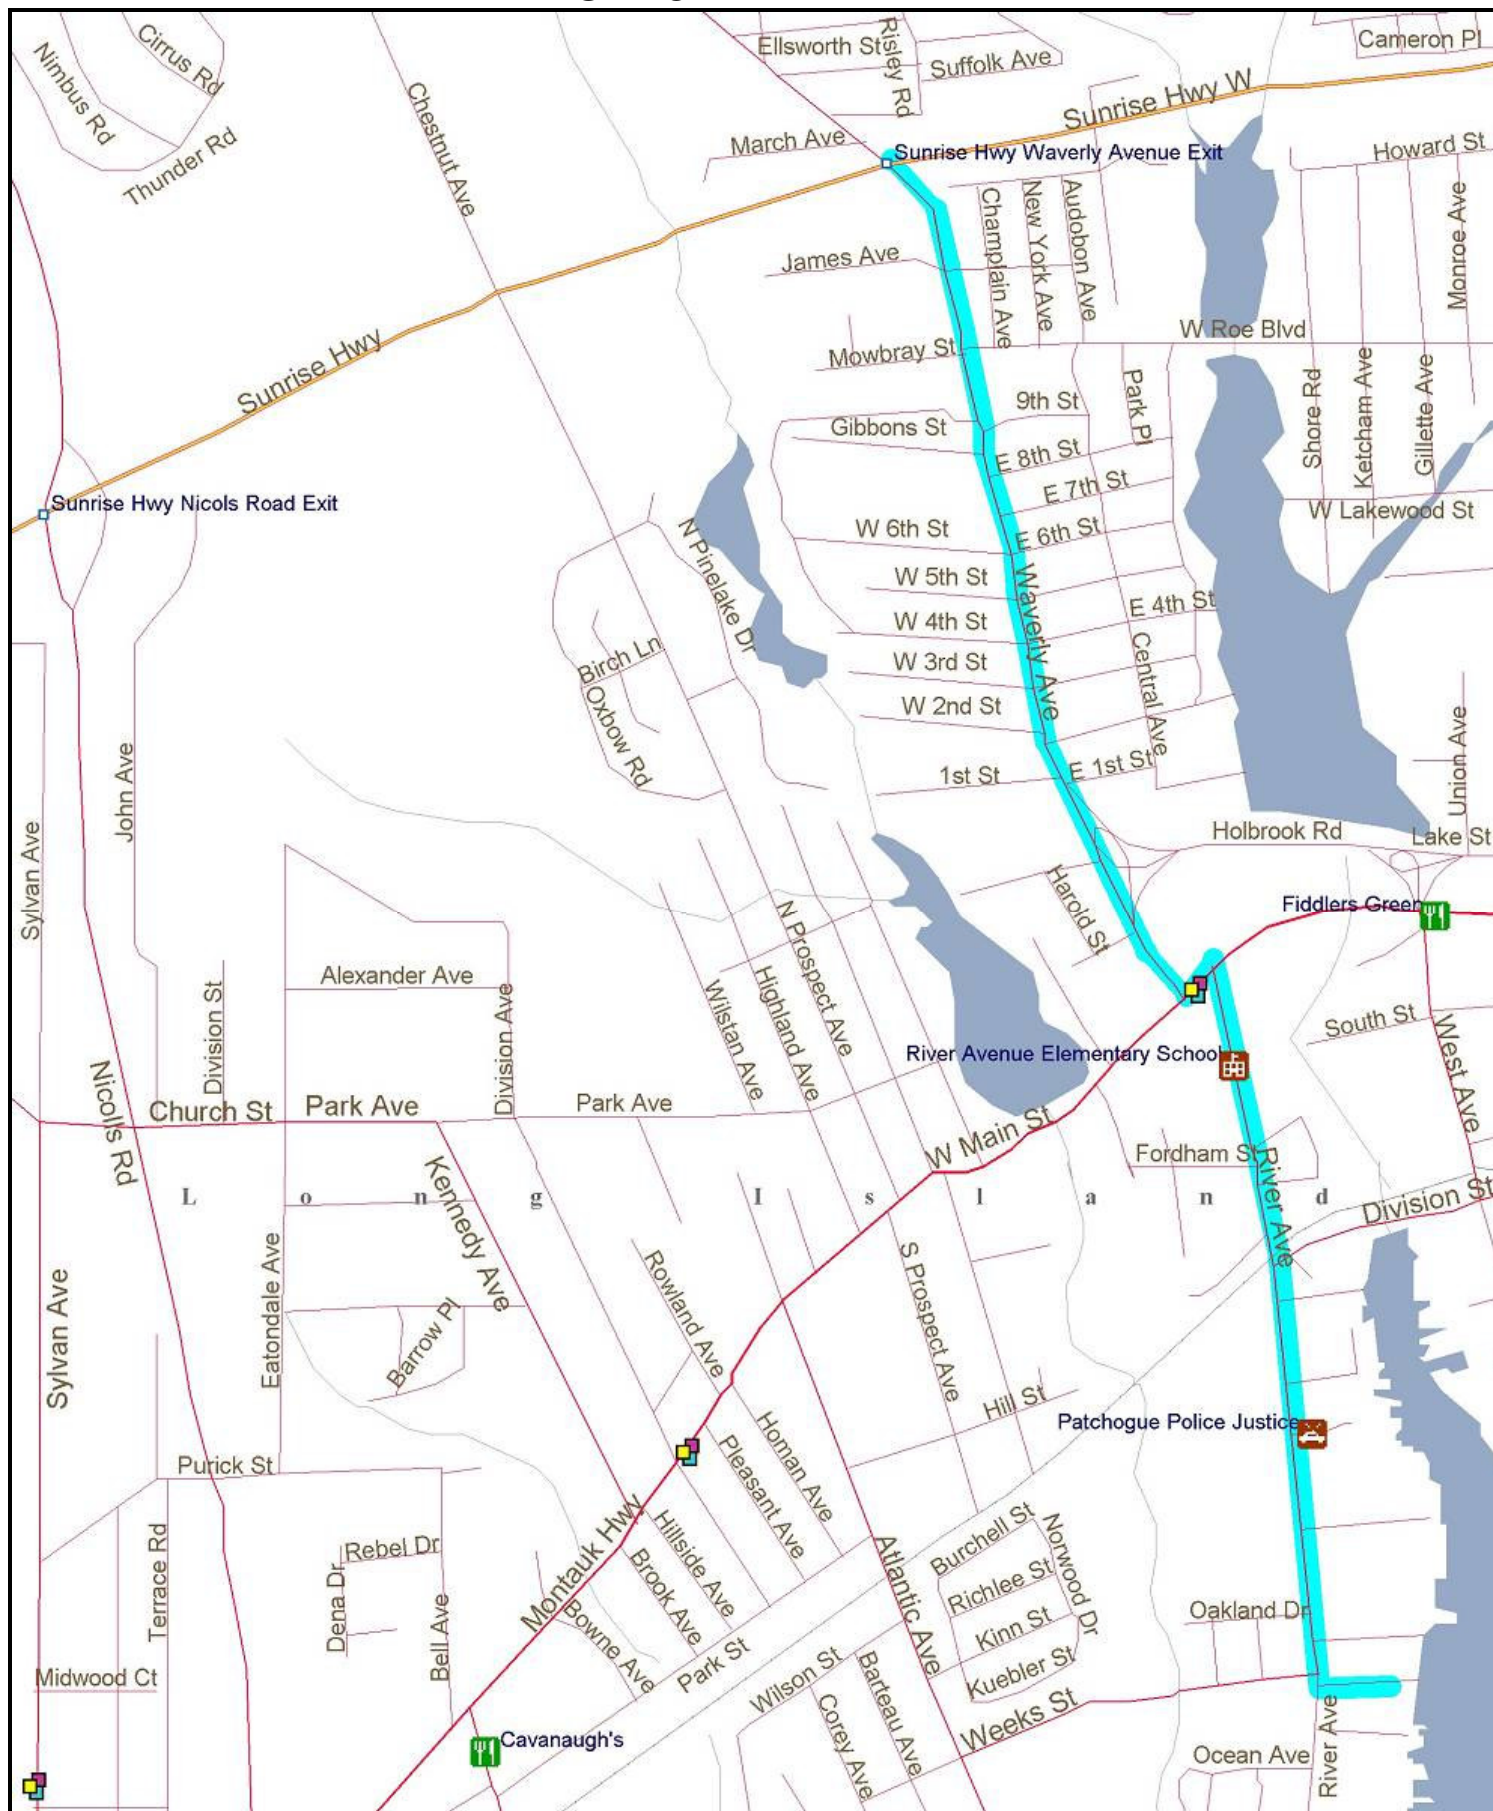 Cirrus Rd
Nimbus Rd
Thunder Rd
Chestnut Ave
Ellsworth St
Risley Rd
Suffolk Ave
Cameron Pl
Sunrise Hwy W
March Ave
Sunrise Hwy Waverly Avenue Exit
Howard St
Champlain Ave
New York Ave
Audobon Ave
Monroe Ave
James Ave
Sunrise Hwy
Mowbray St
W Roe Blvd
Park Pl
Shore Rd
Ketcham Ave
Gillette Ave
9th St
Gibbons St
E 8th St
E 7th St
Sunrise Hwy Nicols Road Exit
W Lakewood St
W 6th St
E 6th St
N Pinelake Dr
W 5th St
Waverly Ave
E 4th St
W 4th St
Birch Ln
W 3rd St
Central Ave
Oxbow Rd
W 2nd St
John Ave
1st St
E 1st St
Union Ave
Sylvan Ave
Holbrook Rd
Lake St
Harold St
Fiddlers Green
N Prospect Ave
Highland Ave
Wilstan Ave
Alexander Ave
Division St
Division Ave
South St
West Ave
River Avenue Elementary School
Nicolls Rd
Church St
Park Ave
Park Ave
W Main St
Fordham St
River Ave
Kennedy Ave
Long Island
Division St
Eatondale Ave
Rowland Ave
S Prospect Ave
Sylvan Ave
Barrow Pl
Hill St
Homan Ave
Patchogue Police Justice
Pleasant Ave
Purick St
Montauk Hwy
Hillside Ave
Brook Ave
Burchell St
Norwood Dr
Atlantic Ave
Terrace Rd
Rebel Dr
Dena Dr
Bell Ave
Richlee St
Kinn St
Oakland Dr
Bowne Ave
Park St
Kuebler St
Midwood Ct
Wilson St
Barteau Ave
Corey Ave
Weeks St
River Ave
Cavanaugh's
Ocean Ave